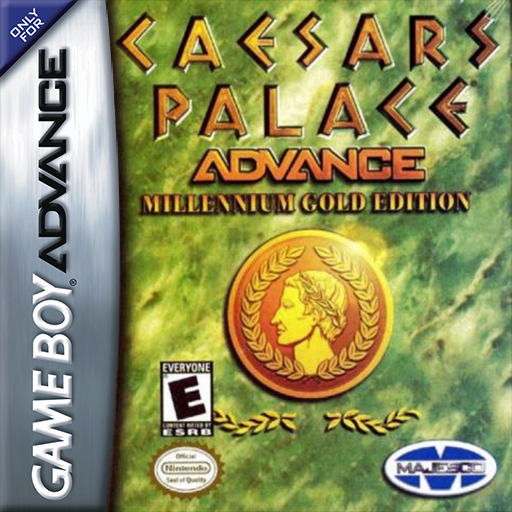 ONLY
FOR
GAME BOY ADVANCE
CAESARS
PALACE
ADVANCE
MILLENNIUM GOLD EDITION
EVERYONE
E
CONTENT RATED BY
ESRB
Official
Nintendo
Seal of Quality
MAJESCO